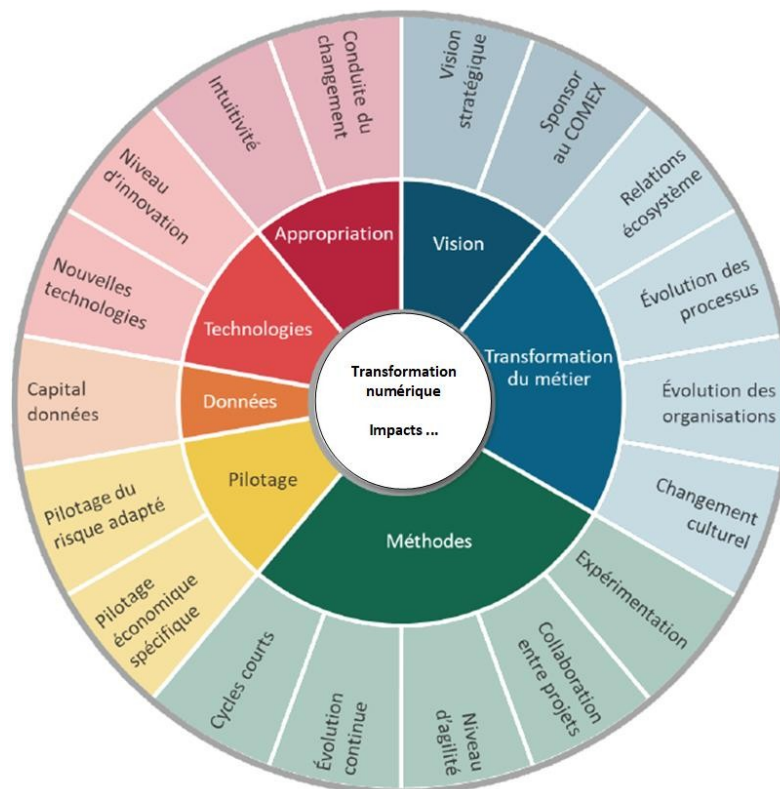 Transformation
numérique
Impacts ...
Vision
Vision
stratégique
Sponsor
au COMEX
Transformation
du métier
Relations
écosystème
Évolution des
processus
Évolution des
organisations
Changement
culturel
Méthodes
Expérimentation
Collaboration
entre projets
Niveau
d'agilité
Évolution
continue
Cycles courts
Pilotage
Pilotage
économique
spécifique
Pilotage du
risque adapté
Données
Capital
données
Technologies
Nouvelles
technologies
Niveau
d'innovation
Appropriation
Intuitivité
Conduite du
changement